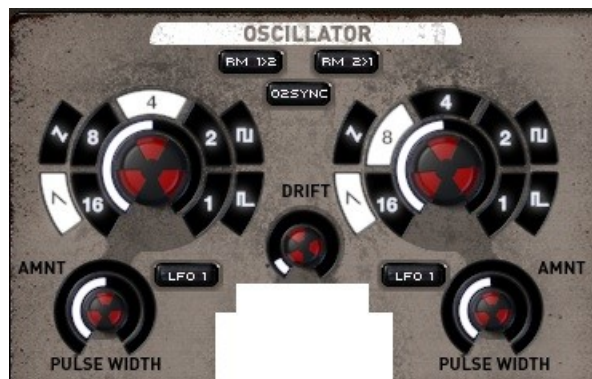 OSCILLATOR
RM 1>2 RM 2>1
O2SYNC
4 4
8 2 8 2
16 1 16 1
DRIFT
AMNT LFO 1 LFO 1 AMNT
PULSE WIDTH PULSE WIDTH